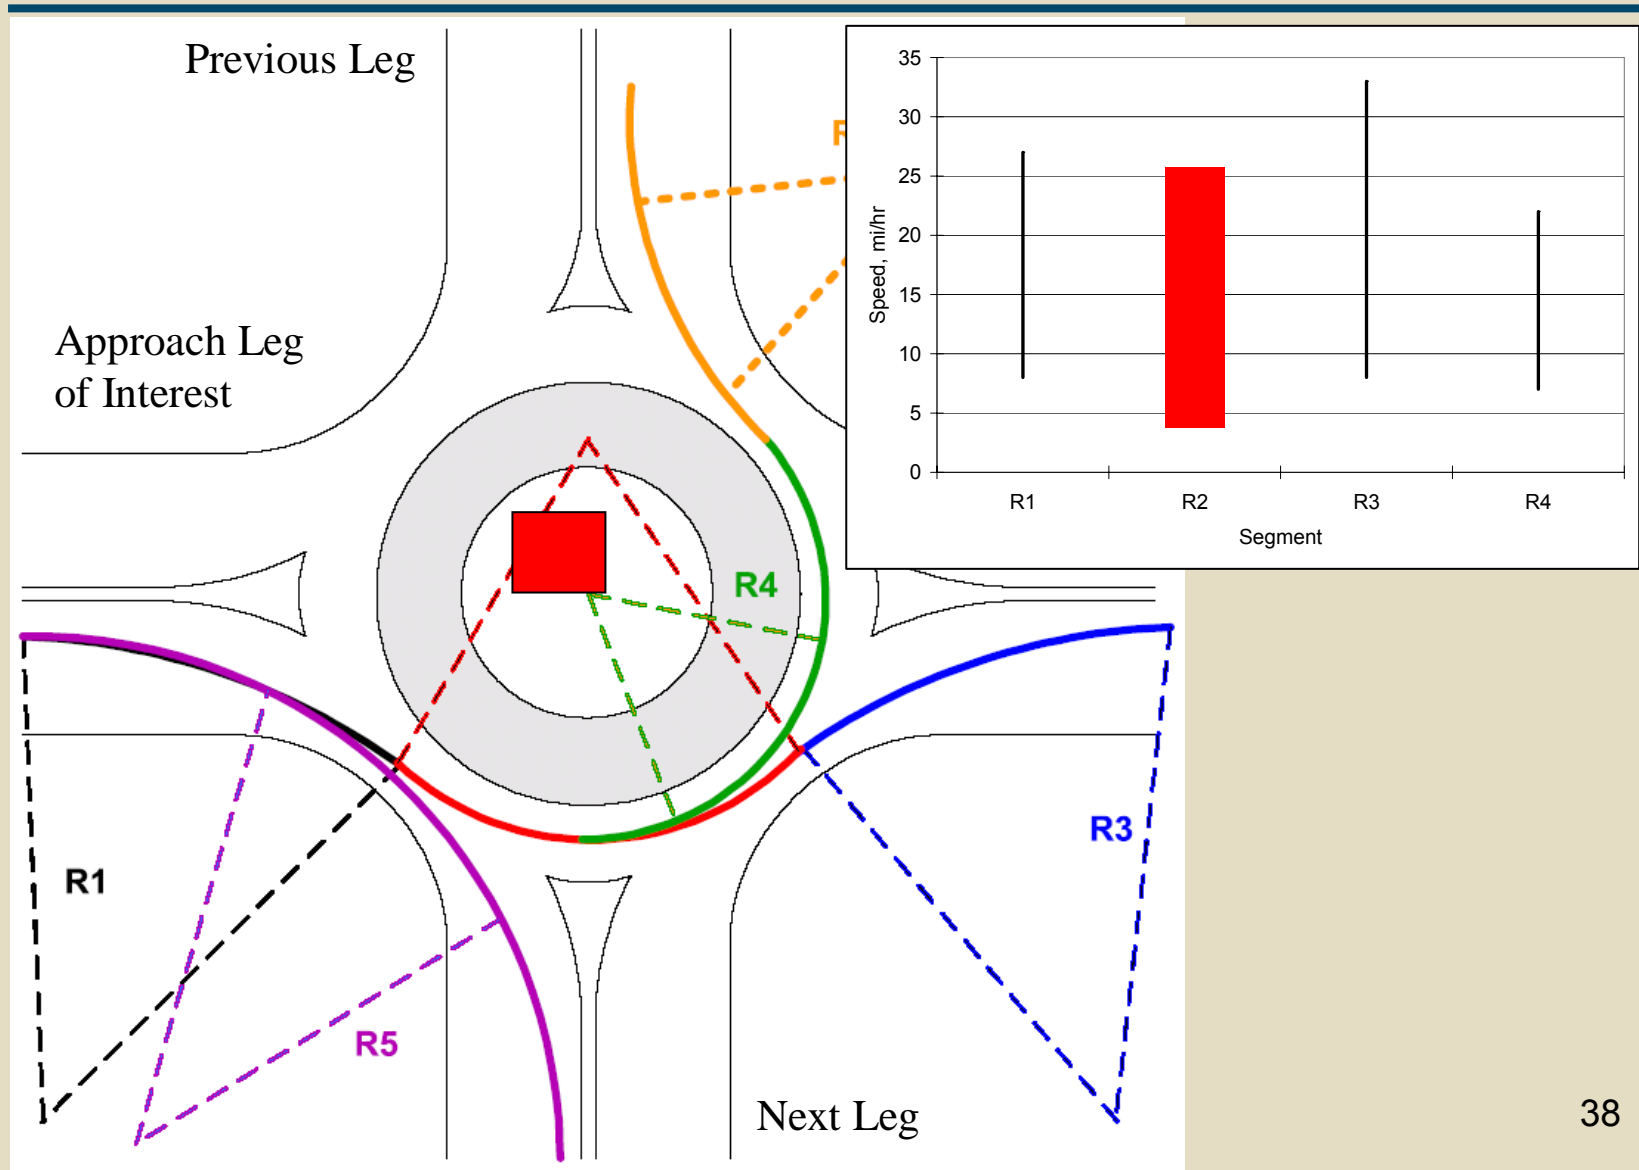 Previous Leg
Approach Leg
of Interest
R4
R1
R5
R3
Next Leg
35
30
25
20
15
10
5
0
Speed, mi/hr
R1 R2 R3 R4
Segment
38